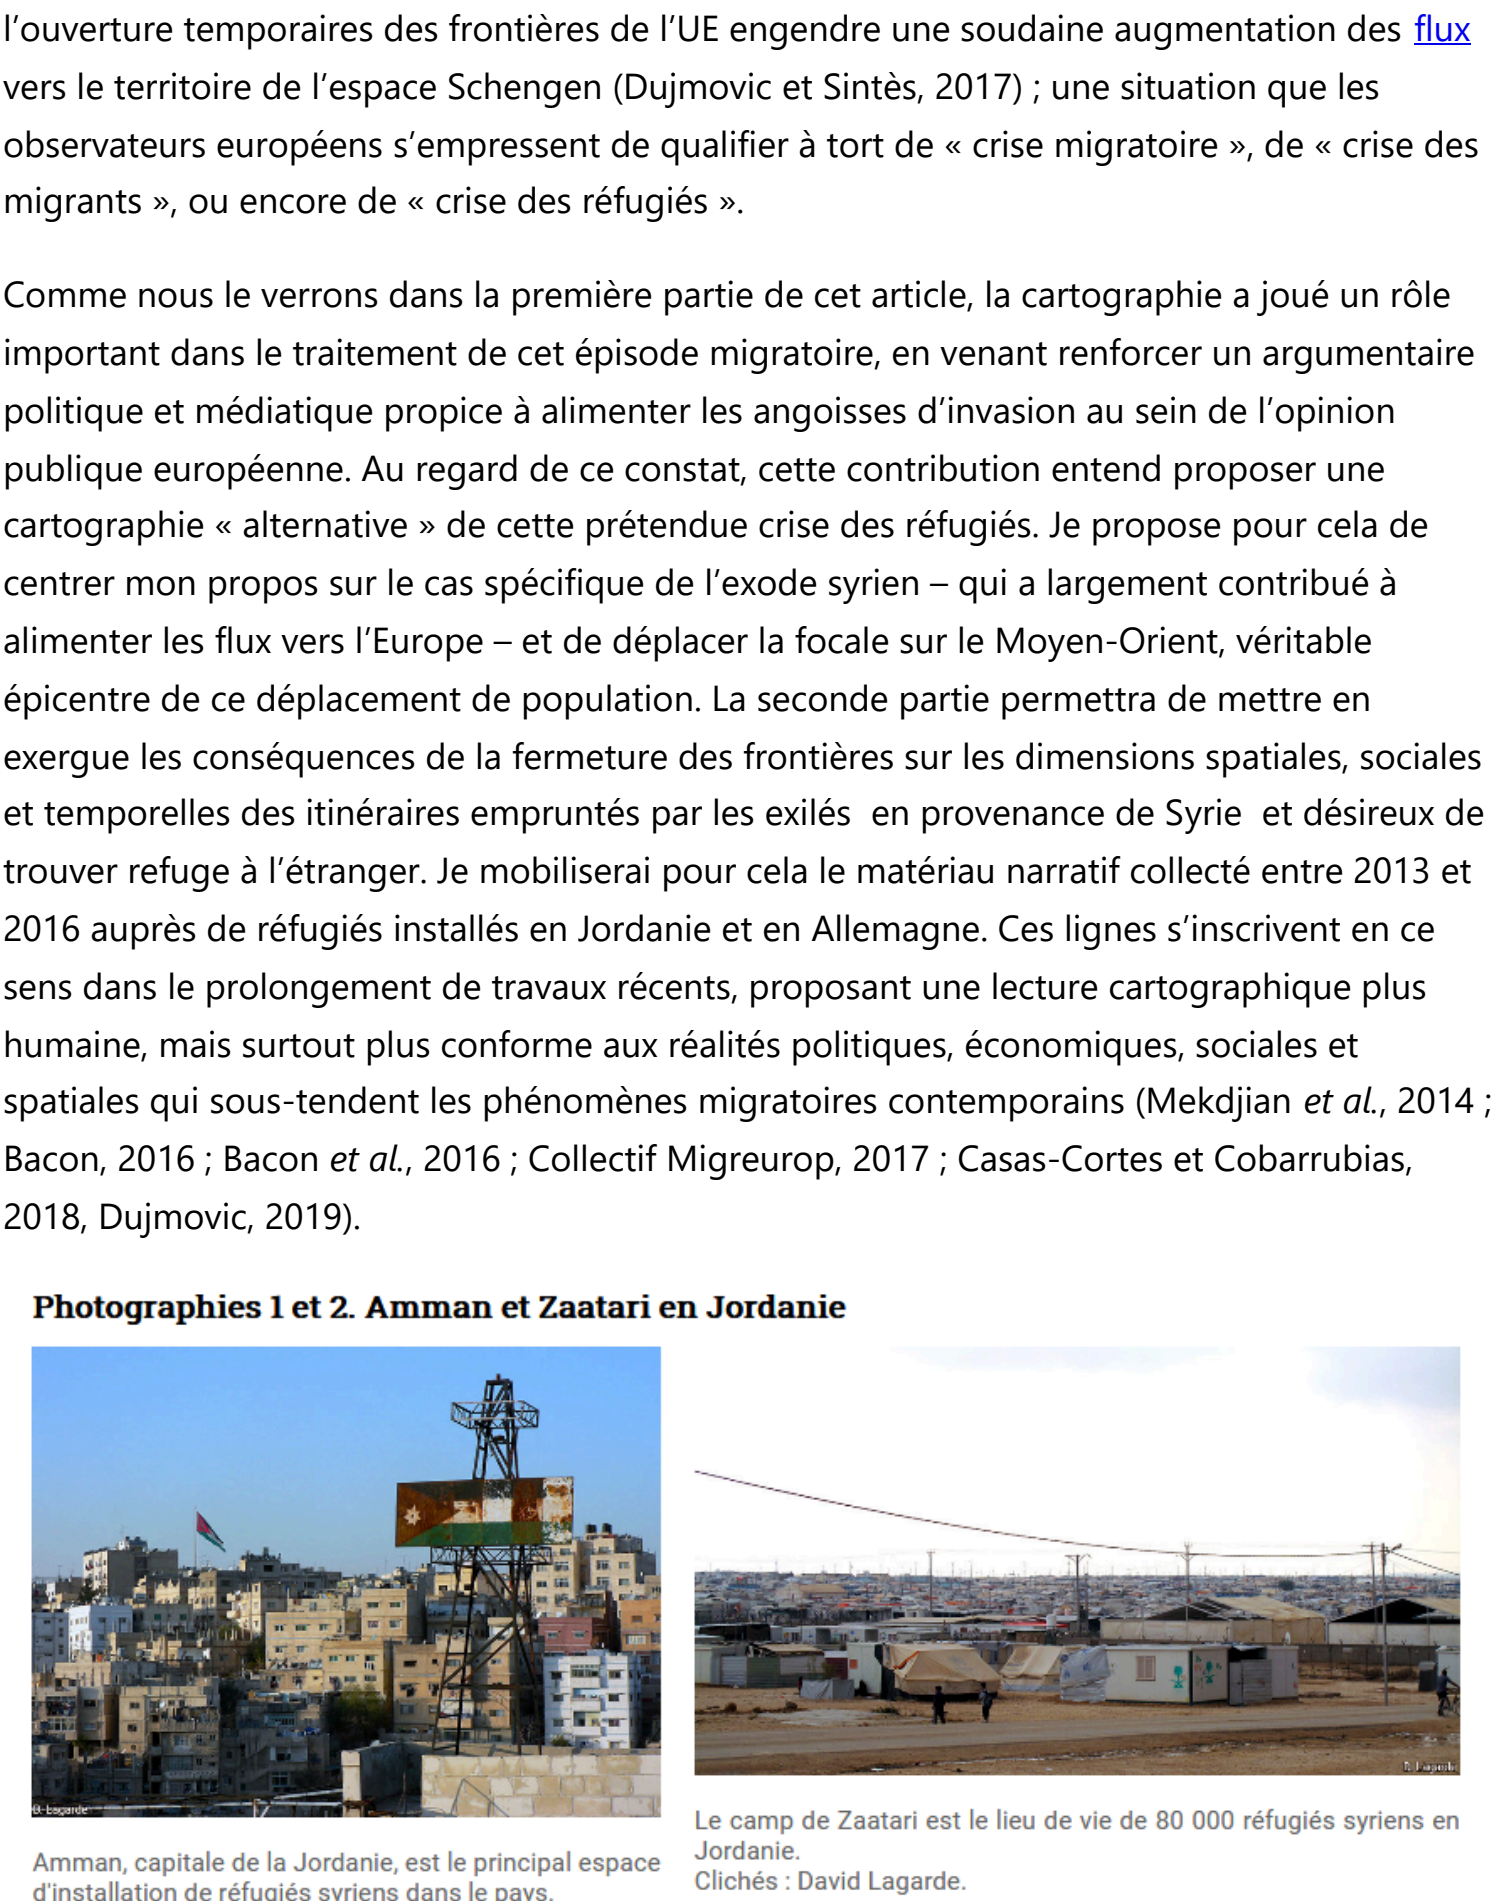 l’ouverture temporaires des frontières de l’UE engendre une soudaine augmentation des flux
vers le territoire de l’espace Schengen (Dujmovic et Sintès, 2017) ; une situation que les
observateurs européens s’empressent de qualifier à tort de « crise migratoire », de « crise des
migrants », ou encore de « crise des réfugiés ».
Comme nous le verrons dans la première partie de cet article, la cartographie a joué un rôle
important dans le traitement de cet épisode migratoire, en venant renforcer un argumentaire
politique et médiatique propice à alimenter les angoisses d’invasion au sein de l’opinion
publique européenne. Au regard de ce constat, cette contribution entend proposer une
cartographie « alternative » de cette prétendue crise des réfugiés. Je propose pour cela de
centrer mon propos sur le cas spécifique de l’exode syrien – qui a largement contribué à
alimenter les flux vers l’Europe – et de déplacer la focale sur le Moyen-Orient, véritable
épicentre de ce déplacement de population. La seconde partie permettra de mettre en
exergue les conséquences de la fermeture des frontières sur les dimensions spatiales, sociales
et temporelles des itinéraires empruntés par les exilés en provenance de Syrie et désireux de
trouver refuge à l’étranger. Je mobiliserai pour cela le matériau narratif collecté entre 2013 et
2016 auprès de réfugiés installés en Jordanie et en Allemagne. Ces lignes s’inscrivent en ce
sens dans le prolongement de travaux récents, proposant une lecture cartographique plus
humaine, mais surtout plus conforme aux réalités politiques, économiques, sociales et
spatiales qui sous-tendent les phénomènes migratoires contemporains (Mekdjian et al., 2014 ;
Bacon, 2016 ; Bacon et al., 2016 ; Collectif Migreurop, 2017 ; Casas-Cortes et Cobarrubias,
2018, Dujmovic, 2019).
Photographies 1 et 2. Amman et Zaatari en Jordanie
D. Lagarde
D. Lagarde
Amman, capitale de la Jordanie, est le principal espace
d'installation de réfugiés syriens dans le pays.
Le camp de Zaatari est le lieu de vie de 80 000 réfugiés syriens en
Jordanie.
Clichés : David Lagarde.